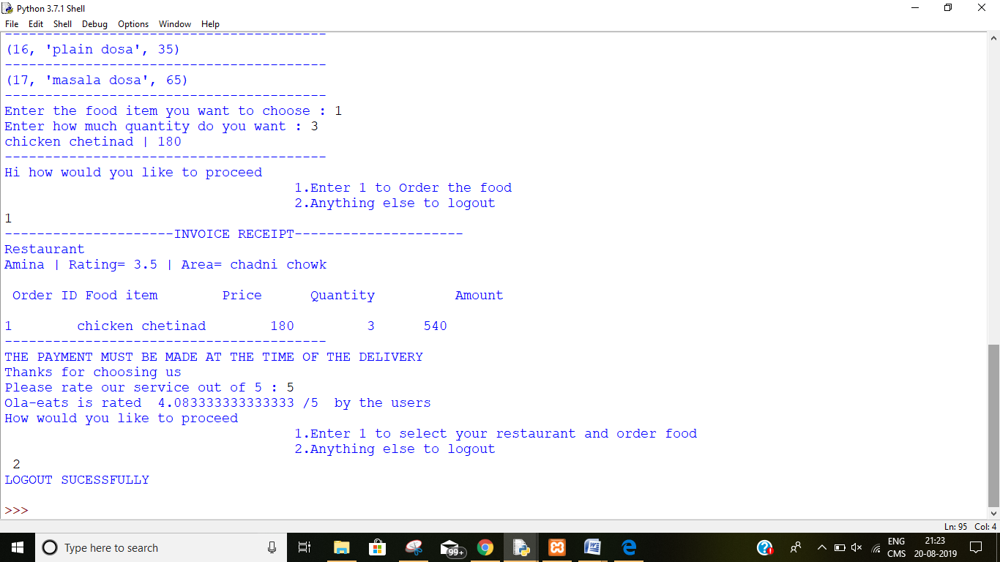 Python 3.7.1 Shell
File Edit Shell Debug Options Window Help
----------------------------------------
(16, 'plain dosa', 35)
----------------------------------------
(17, 'masala dosa', 65)
----------------------------------------
Enter the food item you want to choose : 1
Enter how much quantity do you want : 3
chicken chetinad | 180
----------------------------------------
Hi how would you like to proceed
1.Enter 1 to Order the food
2.Anything else to logout
1
---------------------INVOICE RECEIPT---------------------
Restaurant
Amina | Rating= 3.5 | Area= chadni chowk
Order ID Food item Price Quantity Amount
1 chicken chetinad 180 3 540
----------------------------------------
THE PAYMENT MUST BE MADE AT THE TIME OF THE DELIVERY
Thanks for choosing us
Please rate our service out of 5 : 5
Ola-eats is rated 4.083333333333333 /5 by the users
How would you like to proceed
1.Enter 1 to select your restaurant and order food
2.Anything else to logout
2
LOGOUT SUCESSFULLY
>>>
Ln: 95 Col: 4
Type here to search
99+
ENG 21:23
CMS 20-08-2019